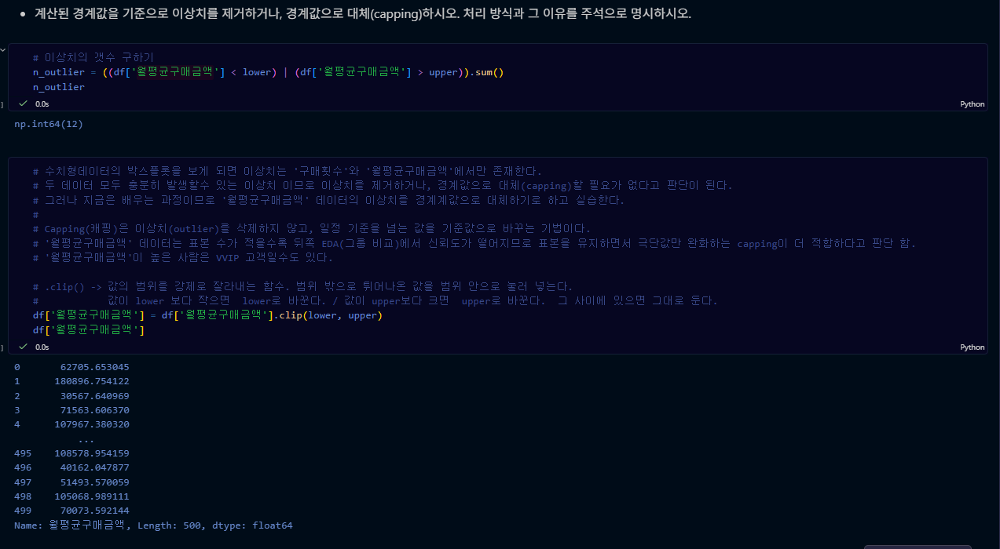 계산된 경계값을 기준으로 이상치를 제거하거나, 경계값으로 대체(capping)하시오. 처리 방식과 그 이유를 주석으로 명시하시오.
# 이상치의 갯수 구하기
n_outlier = ((df['월평균구매금액'] < lower) | (df['월평균구매금액'] > upper)).sum()
n_outlier
0.0s
Python
np.int64(12)
# 수치형데이터의 박스플롯을 보게 되면 이상치는 '구매횟수'와 '월평균구매금액'에서만 존재한다.
# 두 데이터 모두 충분히 발생할수 있는 이상치 이므로 이상치를 제거하거나, 경계값으로 대체(capping)할 필요가 없다고 판단이 된다.
# 그러나 지금은 배우는 과정이므로 '월평균구매금액' 데이터의 이상치를 경계계값으로 대체하기로 하고 실습한다.
#
# Capping(캐핑)은 이상치(outlier)를 삭제하지 않고, 일정 기준을 넘는 값을 기준값으로 바꾸는 기법이다.
# '월평균구매금액' 데이터는 표본 수가 적을수록 뒤쪽 EDA(그룹 비교)에서 신뢰도가 떨어지므로 표본을 유지하면서 극단값만 완화하는 capping이 더 적합하다고 판단 함.
# '월평균구매금액'이 높은 사람은 VVIP 고객일수도 있다.
# .clip() -> 값의 범위를 강제로 잘라내는 함수. 범위 밖으로 튀어나온 값을 범위 안으로 눌러 넣는다.
# 값이 lower 보다 작으면 lower로 바꾼다. / 값이 upper보다 크면 upper로 바꾼다. 그 사이에 있으면 그대로 둔다.
df['월평균구매금액'] = df['월평균구매금액'].clip(lower, upper)
df['월평균구매금액']
0.0s
Python
0 62705.653045
1 180896.754122
2 30567.640969
3 71563.606370
4 107967.380320
...
495 108578.954159
496 40162.047877
497 51493.570059
498 105068.989111
499 70073.592144
Name: 월평균구매금액, Length: 500, dtype: float64